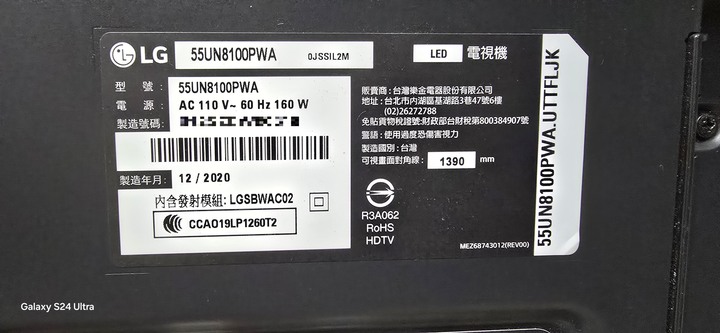 LG 55UN8100PWA 0JSSIL2M
LED 電視機
型 號: 55UN8100PWA
電 源: AC 110 V~ 60 Hz 160 W
製造號碼:
製造年月: 12 / 2020
內含發射模組: LGSBWAC02
CCAO19LP1260T2
販賣商: 台灣樂金電器股份有限公司
地址: 台北市內湖區基湖路3巷47號6樓
(02)26272788
免貼貨物稅證號:財政部台財稅第800384907號
警語: 使用過度恐傷害視力
製造國別: 台灣
可視畫面對角線: 1390 mm
R3A062
RoHS
HDTV
MEZ68743012(REV00)
55UN8100PWA.UTTFLJK
Galaxy S24 Ultra